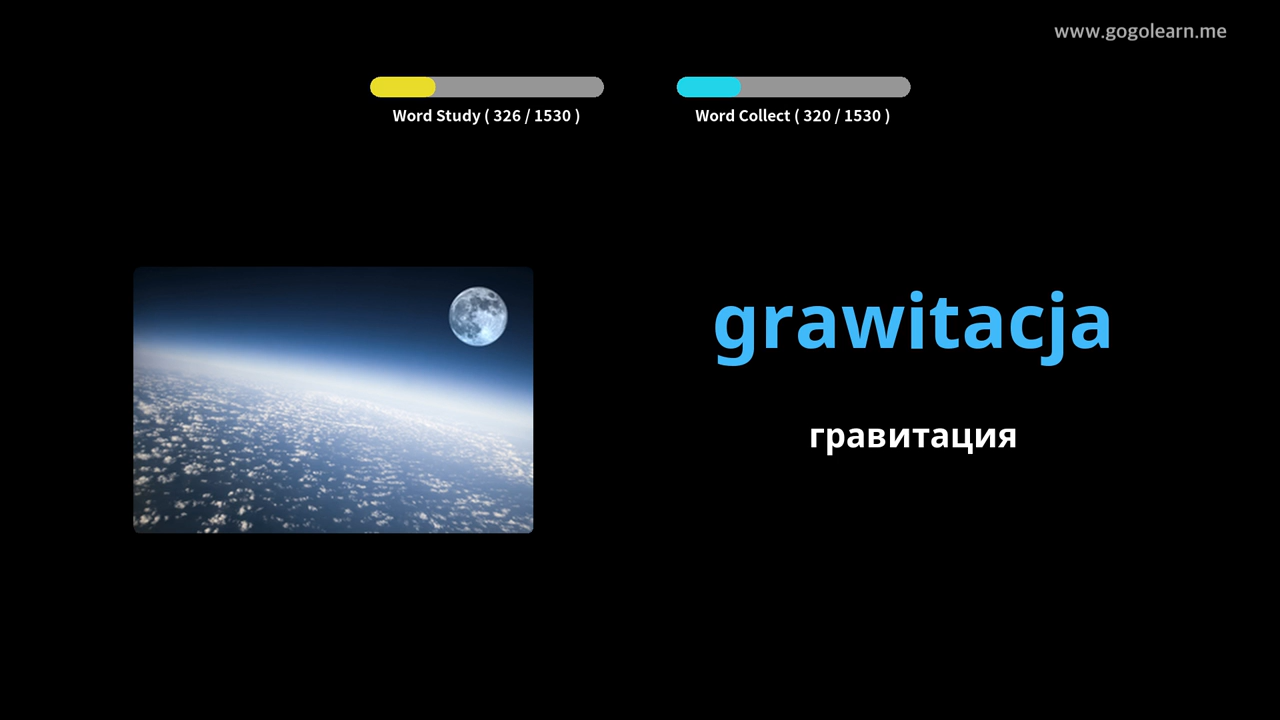 www.gogolearn.me
Word Study ( 326 / 1530 )
Word Collect ( 320 / 1530 )
grawitacja
гравитация